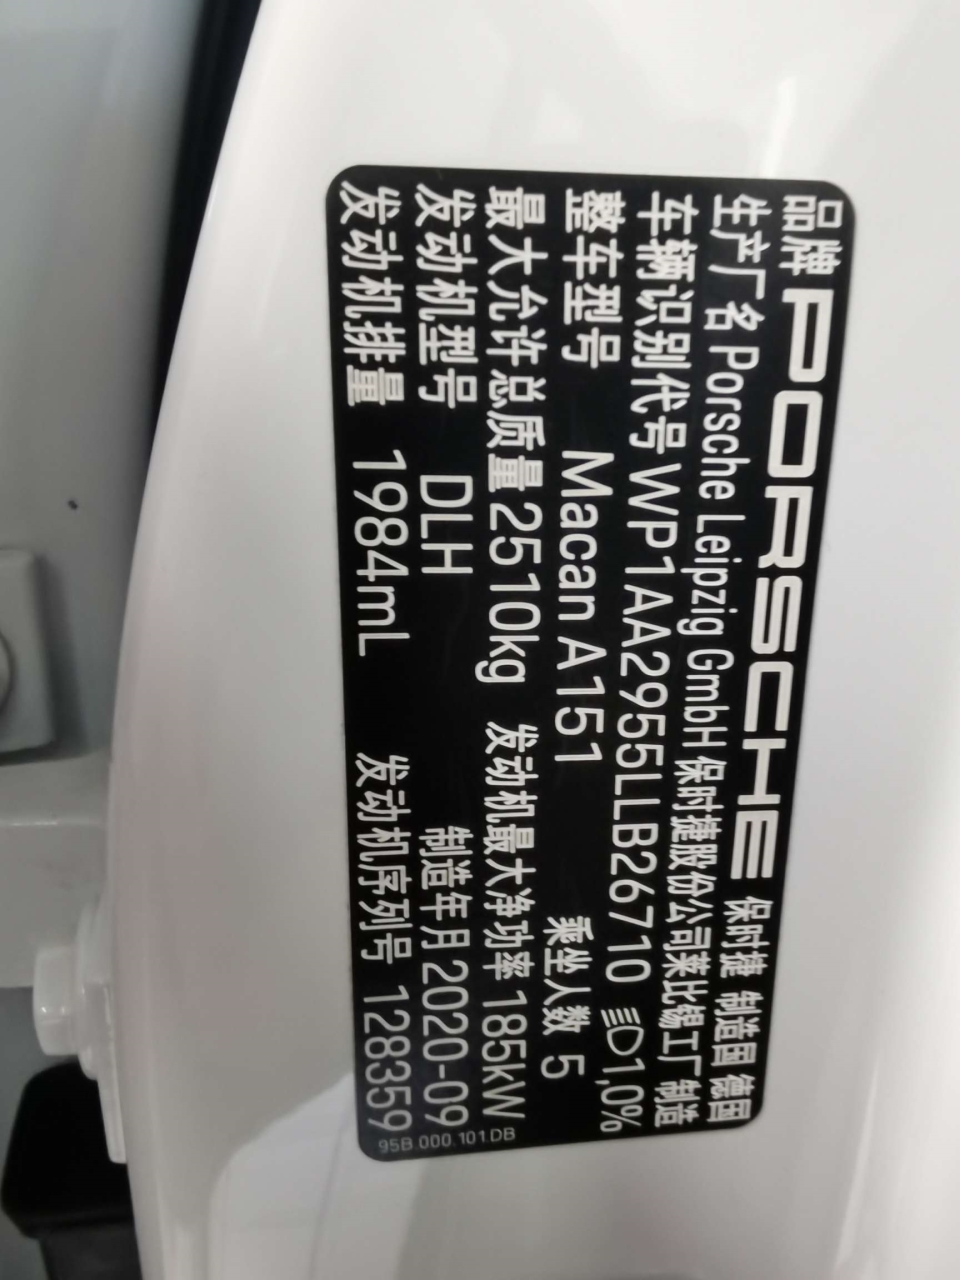 品牌 PORSCHE 保时捷 制造国 德国
生产厂名 Porsche Leipzig GmbH 保时捷股份公司莱比锡工厂 制造
车辆识别代号 WP1AA2955LLB26710 1,0%
整车型号 Macan A151 乘坐人数 5
最大允许总质量 2510kg 发动机最大净功率 185kW
发动机型号 DLH 制造年月 2020-09
发动机排量 1984mL 发动机序列号 128359
95B.000.101.DB